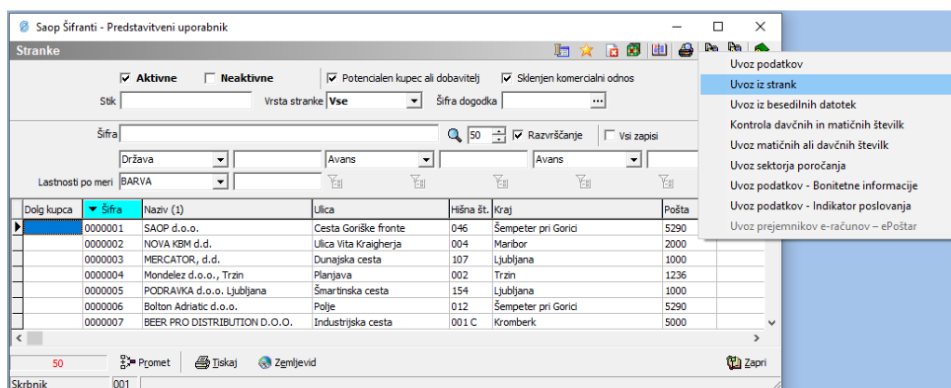 Saop Šifranti - Predstavitveni uporabnik
Stranke
Aktivne Neaktivne Potencialen kupec ali dobavitelj Sklenjen komercialni odnos
Stik Vrsta stranke Vse Šifra dogodka ...
Šifra 50 Razvrščanje Vsi zapisi
Država Avans Avans
Lastnosti po meri BARVA
Dolg kupca Šifra Naziv (1) Ulica Hišna št. Kraj Pošta
0000001 SAOP d.o.o. Cesta Goriške fronte 046 Šempeter pri Gorici 5290
0000002 NOVA KBM d.d. Ulica Vita Kraigherja 004 Maribor 2000
0000003 MERCATOR, d.d. Dunajska cesta 107 Ljubljana 1000
0000004 Mondelez d.o.o., Trzin Planjava 002 Trzin 1236
0000005 PODRAVKA d.o.o. Ljubljana Šmartinska cesta 154 Ljubljana 1000
0000006 Bolton Adriatic d.o.o. Polje 012 Šempeter pri Gorici 5290
0000007 BEER PRO DISTRIBUTION D.O.O. Industrijska cesta 001 C Kromberk 5000
50 Promet Tiskaj Zemljevid Zapri
Skrbnik 001
Uvoz podatkov
Uvoz iz strank
Uvoz iz besedilnih datotek
Kontrola davčnih in matičnih številk
Uvoz matičnih ali davčnih številk
Uvoz sektorja poročanja
Uvoz podatkov - Bonitetne informacije
Uvoz podatkov - Indikator poslovanja
Uvoz prejemnikov e-računov – ePoštar